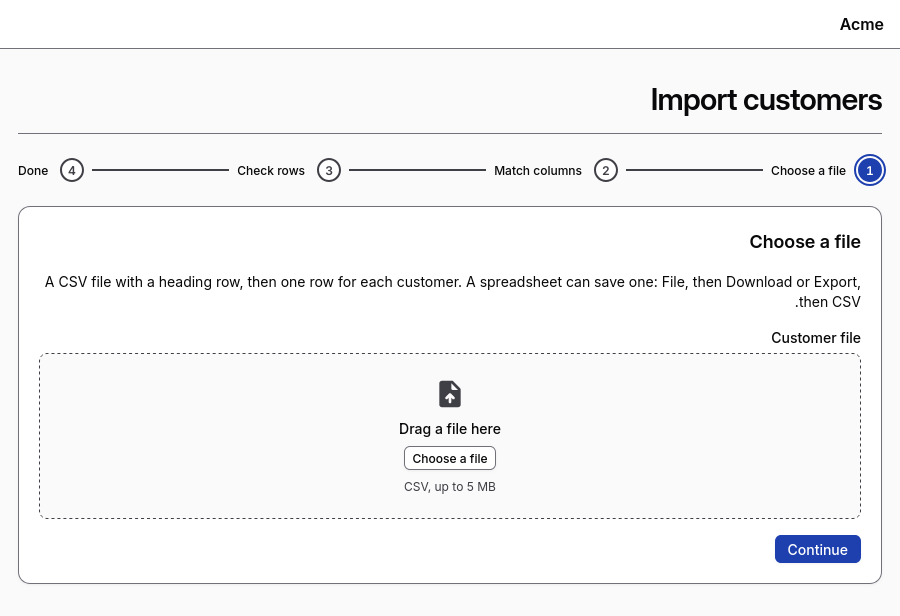 Acme
Import customers
1 Choose a file
2 Match columns
3 Check rows
4 Done
Choose a file
A CSV file with a heading row, then one row for each customer. A spreadsheet can save one: File, then Download or Export,
then CSV.
Customer file
Drag a file here
Choose a file
CSV, up to 5 MB
Continue